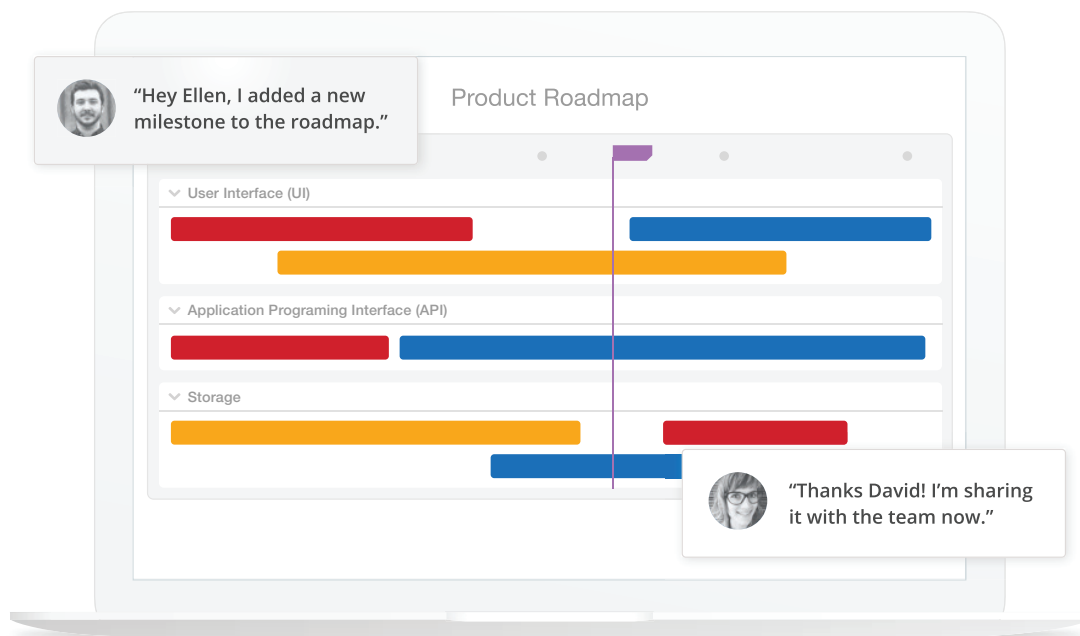 “Hey Ellen, I added a new
milestone to the roadmap.”
Product Roadmap
User Interface (UI)
Application Programing Interface (API)
Storage
“Thanks David! I’m sharing
it with the team now.”